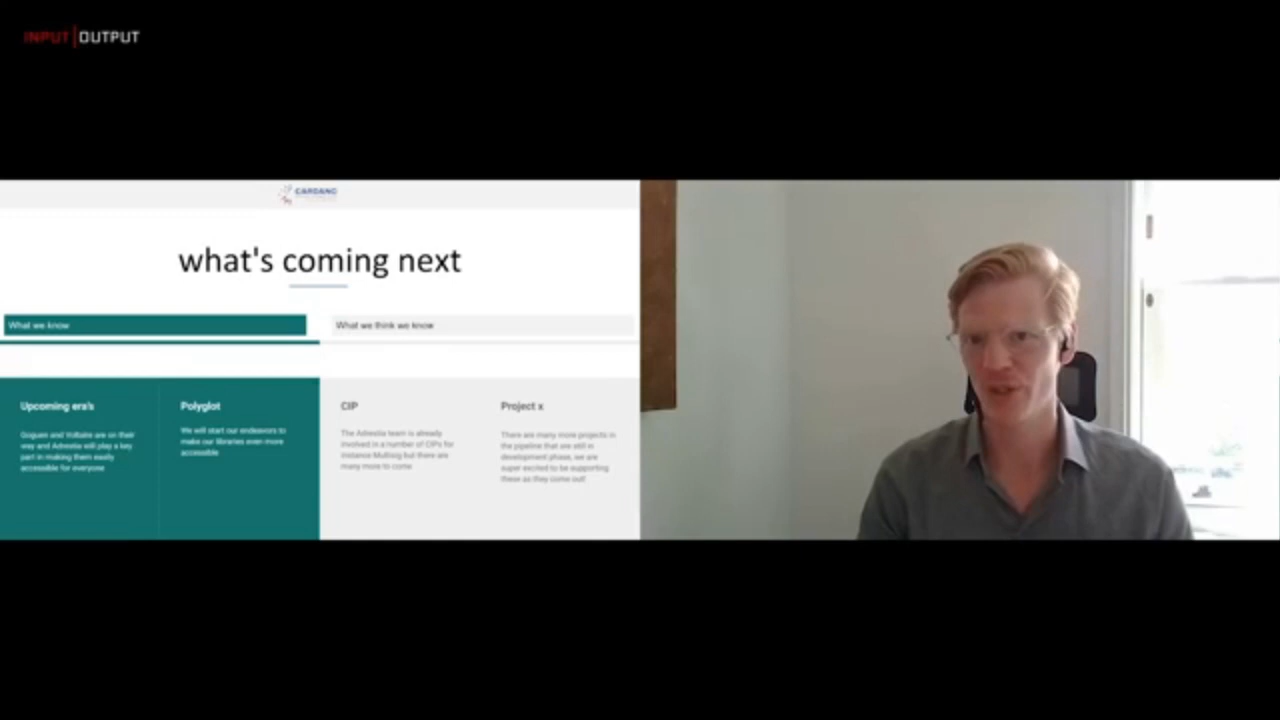 INPUT | OUTPUT
CARDANO
what's coming next
What we know
What we think we know
Upcoming era's
Goguen and Voltaire are on their
way and Adrestia will play a key
part in making them easily
accessible for everyone
Polyglot
We will start our endeavors to
make our libraries even more
accessible
CIP
The Adrestia team is already
involved in a number of CIPs for
instance Multisig but there are
many more to come
Project x
There are many more projects in
the pipeline that are still in
development phase, we are
super excited to be supporting
these as they come out!